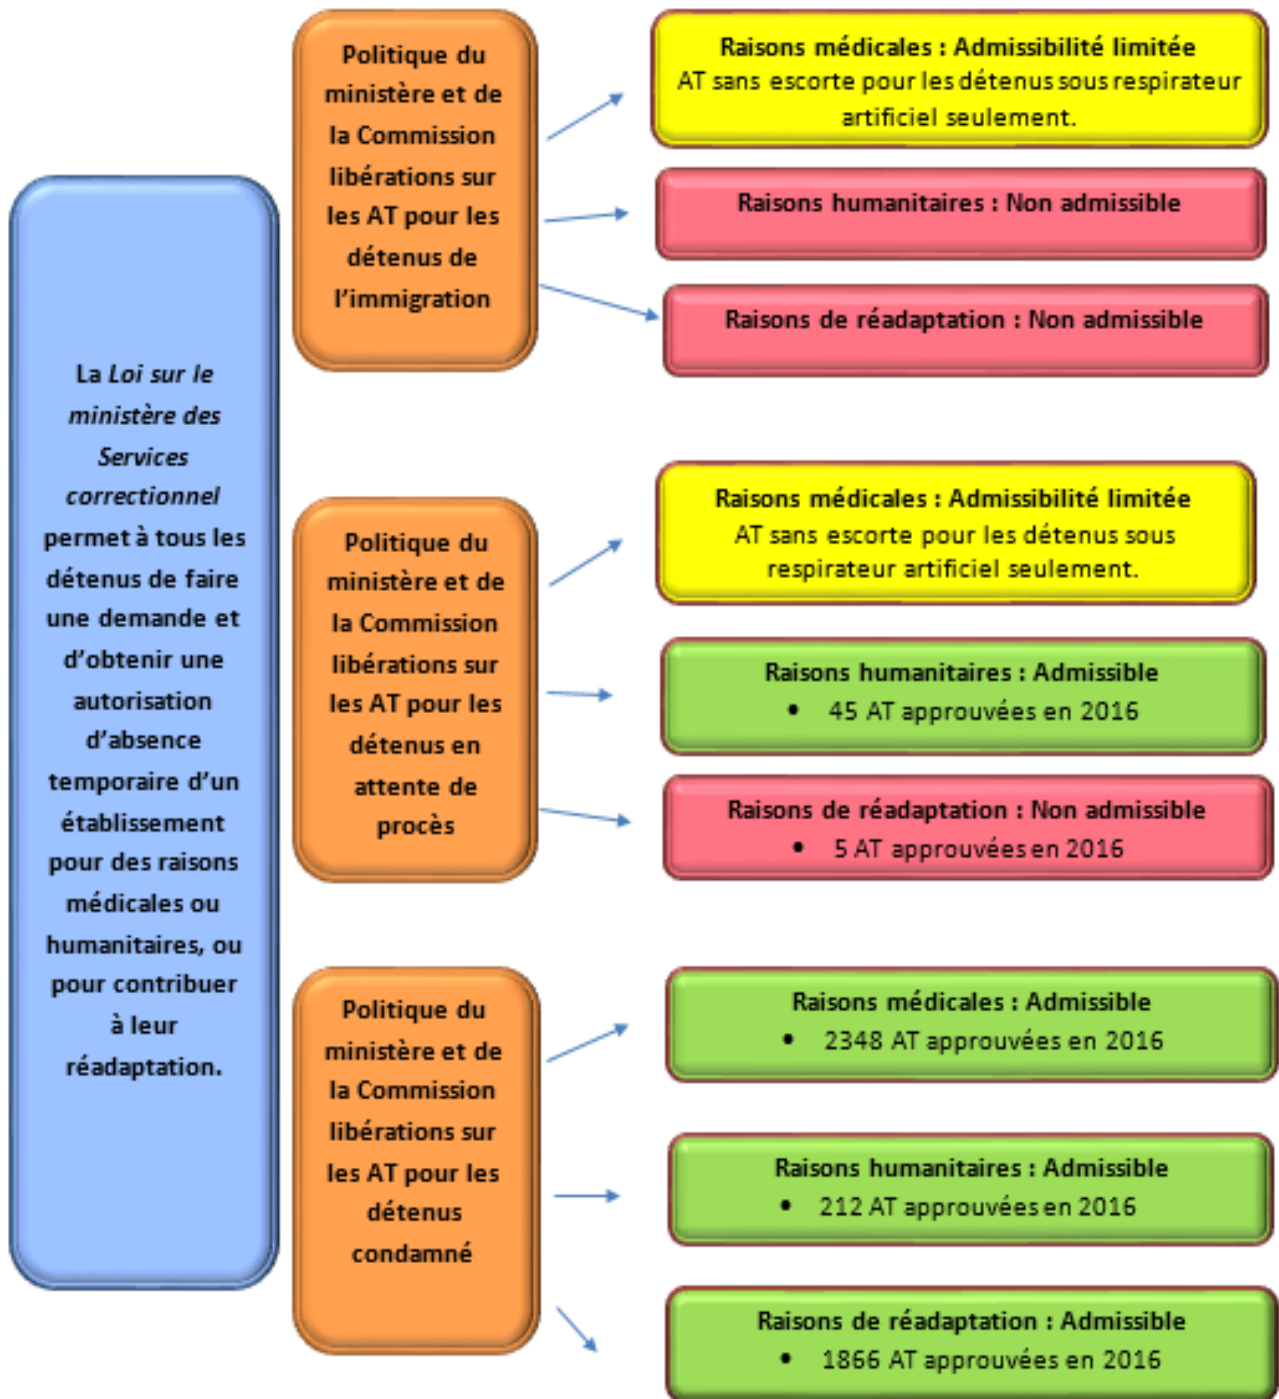 La Loi sur le
ministère des
Services
correctionnel
permet à tous les
détenus de faire
une demande et
d'obtenir une
autorisation
d'absence
temporaire d'un
établissement
pour des raisons
médicales ou
humanitaires, ou
pour contribuer
à leur
réadaptation.
Politique du
ministère et de
la Commission
libérations sur
les AT pour les
détenus de
l'immigration
Raisons médicales : Admissibilité limitée
AT sans escorte pour les détenus sous respirateur
artificiel seulement.
Raisons humanitaires : Non admissible
Raisons de réadaptation : Non admissible
Politique du
ministère et de
la Commission
libérations sur
les AT pour les
détenus en
attente de
procès
Raisons médicales : Admissibilité limitée
AT sans escorte pour les détenus sous
respirateur artificiel seulement.
Raisons humanitaires : Admissible
• 45 AT approuvées en 2016
Raisons de réadaptation : Non admissible
• 5 AT approuvées en 2016
Politique du
ministère et de
la Commission
libérations sur
les AT pour les
détenus
condamné
Raisons médicales : Admissible
• 2348 AT approuvées en 2016
Raisons humanitaires : Admissible
• 212 AT approuvées en 2016
Raisons de réadaptation : Admissible
• 1866 AT approuvées en 2016